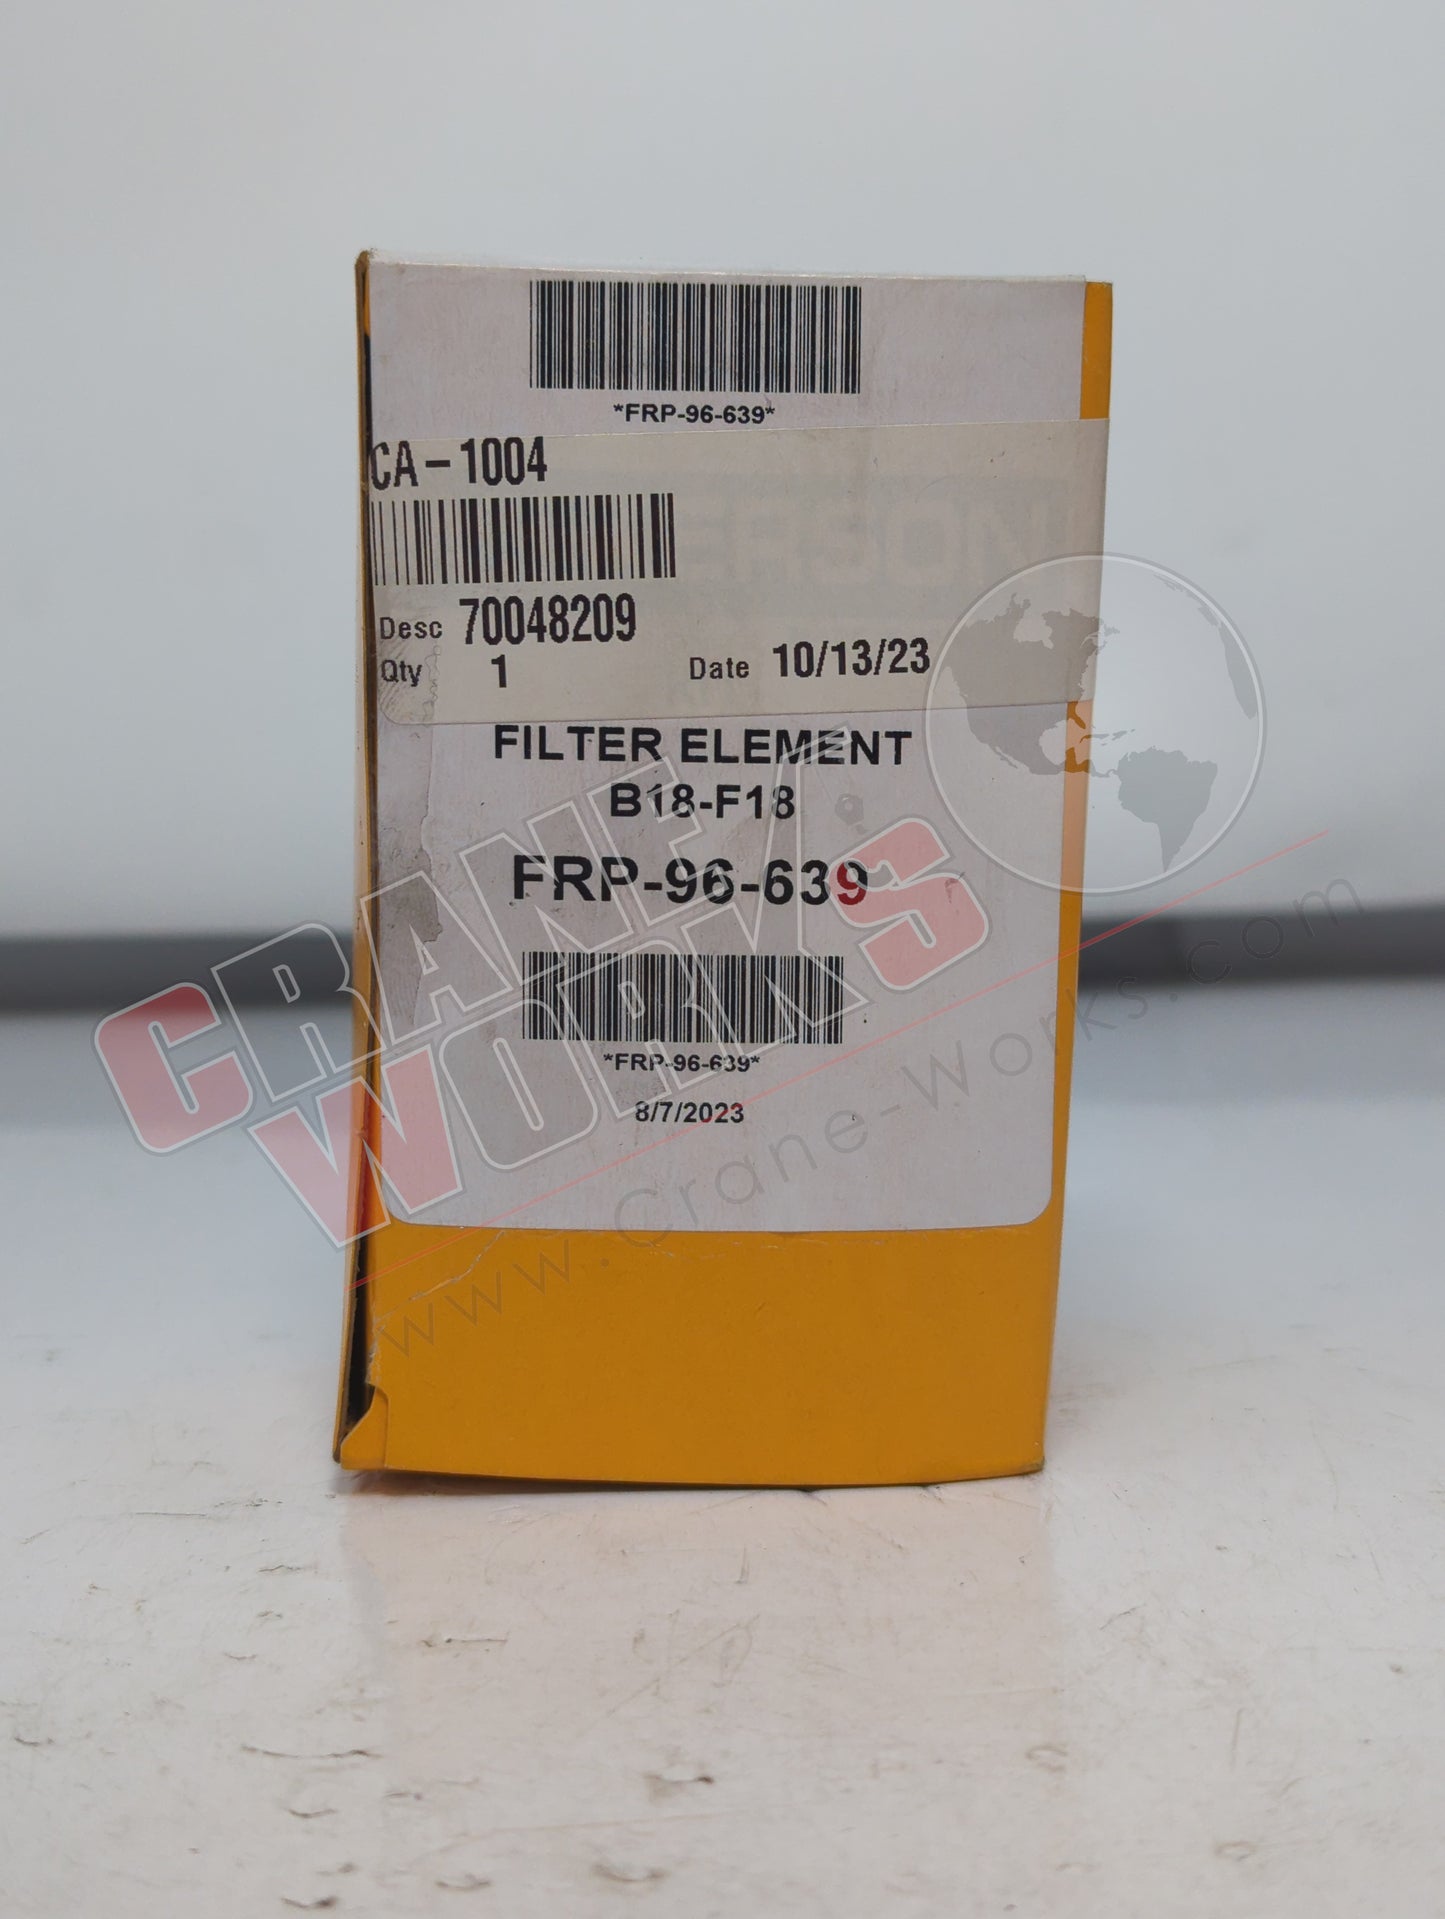 *FRP-96-639*
CA-1004
Desc 70048209
Qty 1 Date 10/13/23
FILTER ELEMENT
B18-F18
FRP-96-639
*FRP-96-639*
8/7/2023
CRANE
WORKS
www.Crane-Works.com